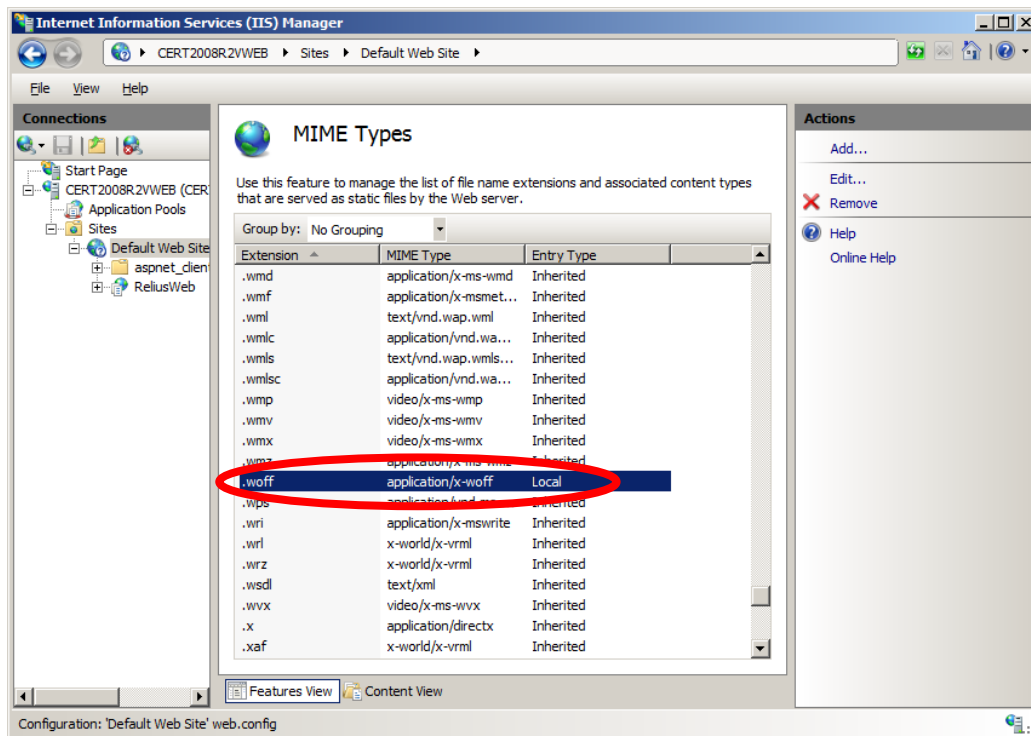 Internet Information Services (IIS) Manager
CERT2008R2VWEB Sites Default Web Site
File View Help
Connections
Start Page
CERT2008R2VWEB (CER
Application Pools
Sites
Default Web Site
aspnet_clien
ReliusWeb
MIME Types
Use this feature to manage the list of file name extensions and associated content types
that are served as static files by the Web server.
Group by: No Grouping
Extension MIME Type Entry Type
.wmd application/x-ms-wmd Inherited
.wmf application/x-msmet... Inherited
.wml text/vnd.wap.wml Inherited
.wmlc application/vnd.wa... Inherited
.wmls text/vnd.wap.wmls... Inherited
.wmlsc application/vnd.wa... Inherited
.wmp video/x-ms-wmp Inherited
.wmv video/x-ms-wmv Inherited
.wmx video/x-ms-wmx Inherited
.wmz application/x-ms-wmz Inherited
.woff application/x-woff Local
.wps Inherited
.wri application/x-mswrite Inherited
.wrl x-world/x-vrml Inherited
.wrz x-world/x-vrml Inherited
.wsdl text/xml Inherited
.wvx video/x-ms-wvx Inherited
.x application/directx Inherited
.xaf x-world/x-vrml Inherited
Features View Content View
Actions
Add...
Edit...
Remove
Help
Online Help
Configuration: 'Default Web Site' web.config